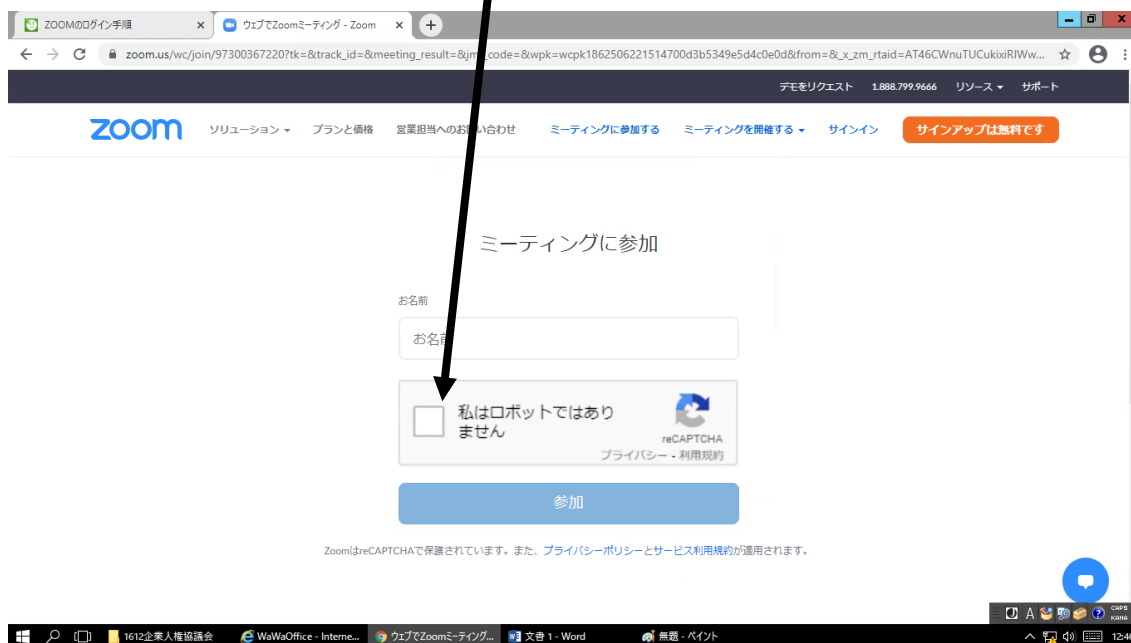 ZOOMのログイン手順
ウェブでZoomミーティング - Zoom
zoom.us/wc/join/97300367220?tk=&track_id=&meeting_result=&jm code=&wpk=wcpk1862506221514700d3b5349e5d4c0e0d&from=&_x_zm_rtaid=AT46CWnuTUCukixiRIWw...
デモをリクエスト 1.888.799.9666 リソース サポート
zoom ソリューション プランとの価格 営業担当へのお問い合わせ ミーティングに参加する ミーティングを開催する サインイン サインアップは無料です
ミーティングに参加
お名前
お名前
私はロボットではあり
ません
reCAPTCHA
プライバシー - 利用規約
参加
ZoomはreCAPTCHAで保護されています。また、プライバシーポリシーとサービス利用規約が適用されます。
A CAPS
KANA
1612企業人権協議会 WaWaOffice - Interne... ウェブでZoomミーティング... 文書 1 - Word 無題 - ペイント 12:4